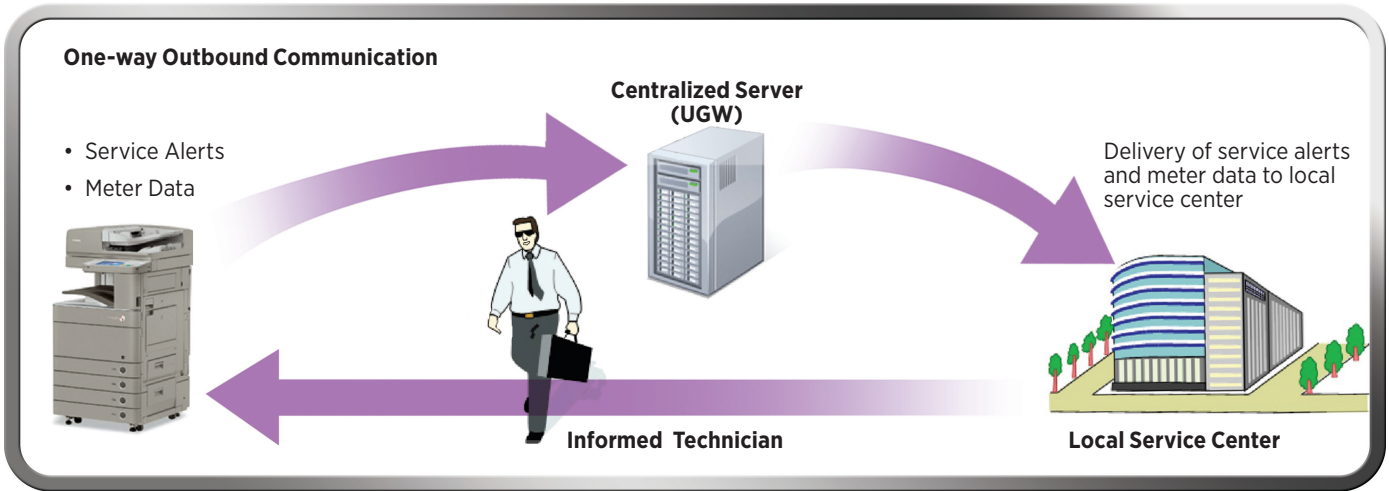 One-way Outbound Communication
Centralized Server
(UGW)
• Service Alerts
• Meter Data
Delivery of service alerts
and meter data to local
service center
Informed Technician
Local Service Center